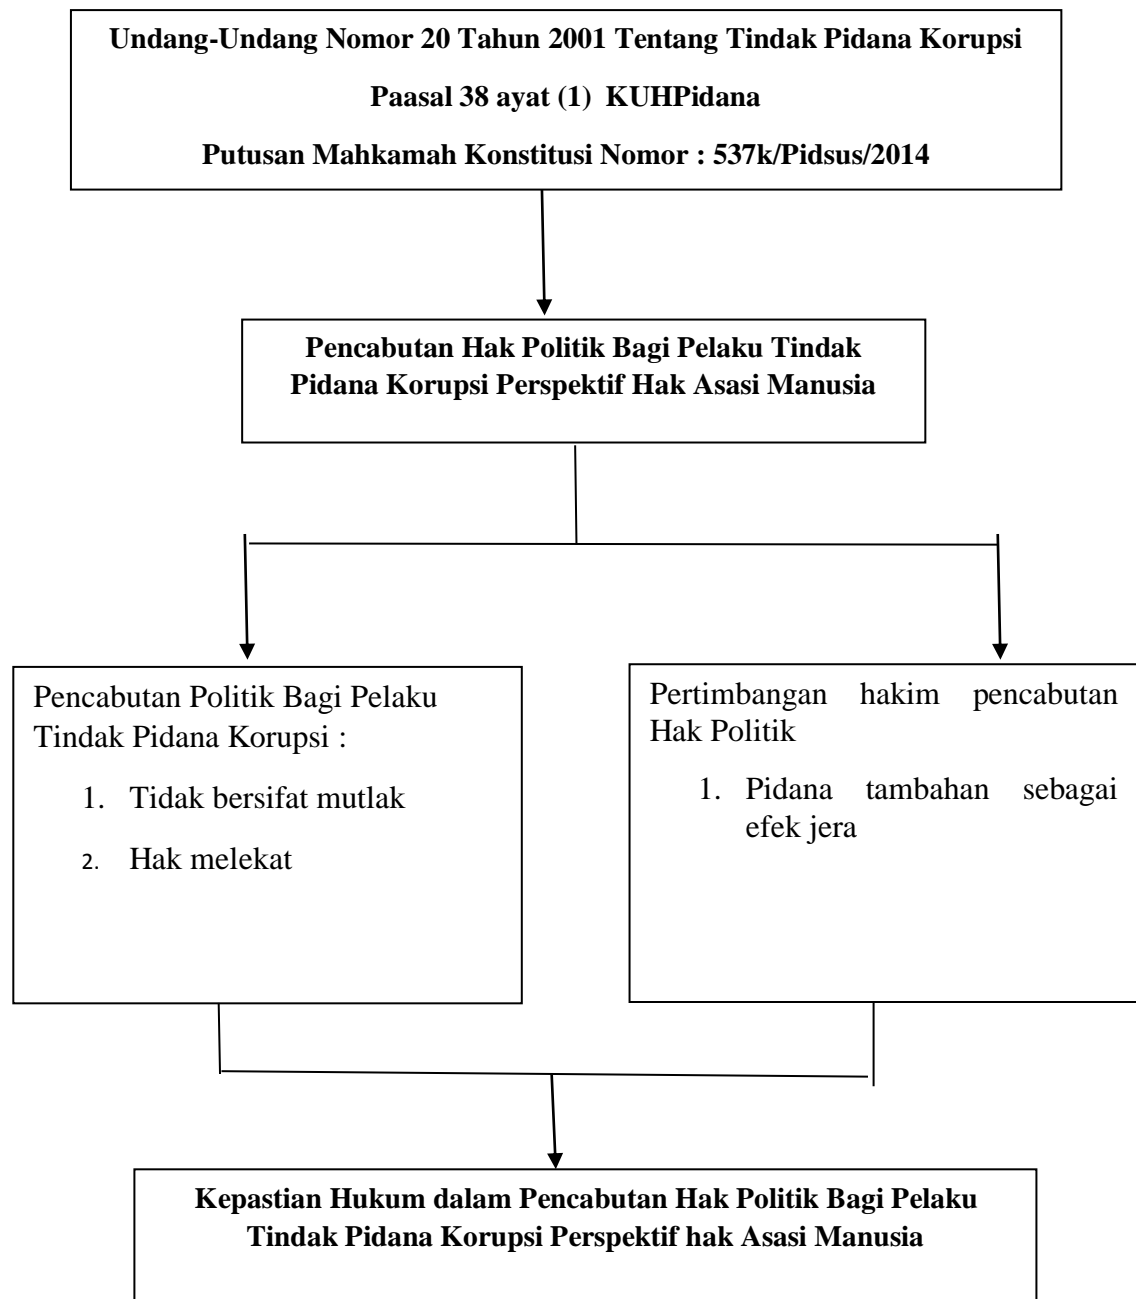 Undang-Undang Nomor 20 Tahun 2001 Tentang Tindak Pidana Korupsi
Paasal 38 ayat (1) KUHPidana
Putusan Mahkamah Konstitusi Nomor : 537k/Pidsus/2014
Pencabutan Hak Politik Bagi Pelaku Tindak
Pidana Korupsi Perspektif Hak Asasi Manusia
Pencabutan Politik Bagi Pelaku
Tindak Pidana Korupsi :
1. Tidak bersifat mutlak
2. Hak melekat
Pertimbangan hakim pencabutan
Hak Politik
1. Pidana tambahan sebagai
efek jera
Kepastian Hukum dalam Pencabutan Hak Politik Bagi Pelaku
Tindak Pidana Korupsi Perspektif hak Asasi Manusia